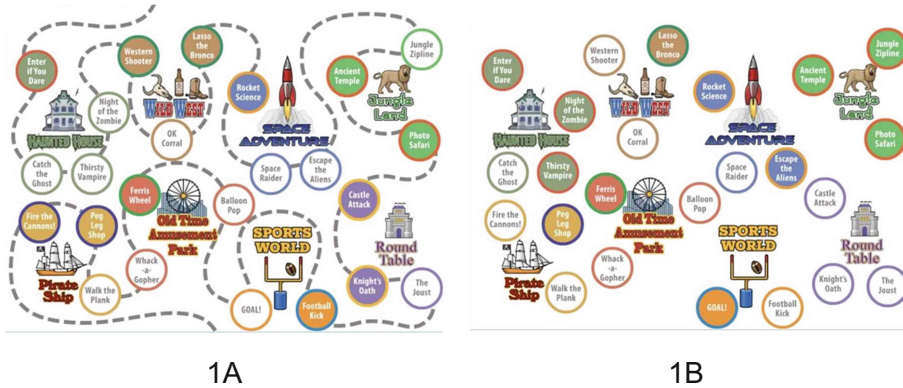 Enter
if You
Dare
Western
Shooter
Lasso
the
Bronco
Jungle
Zipline
Ancient
Temple
Rocket
Science
Night
of the
Zombie
WILD WEST
Jungle
Land
HAUNTED HOUSE
SPACE
ADVENTURE
OK
Corral
Photo
Safari
Catch
the
Ghost
Thirsty
Vampire
Space
Raider
Escape
the
Aliens
Ferris
Wheel
Balloon
Pop
Castle
Attack
Fire the
Cannons!
Peg
Leg
Shop
Old Time
Amusement
Park
SPORTS
WORLD
Round
Table
Pirate
Ship
Whack
-a-
Gopher
Walk the
Plank
Knight's
Oath
The
Joust
GOAL!
Football
Kick
1A
Enter
if You
Dare
Western
Shooter
Lasso
the
Bronco
Jungle
Zipline
Ancient
Temple
Rocket
Science
Night
of the
Zombie
WILD WEST
Jungle
Land
HAUNTED HOUSE
SPACE
ADVENTURE
OK
Corral
Photo
Safari
Catch
the
Ghost
Thirsty
Vampire
Space
Raider
Escape
the
Aliens
Ferris
Wheel
Balloon
Pop
Castle
Attack
Fire the
Cannons!
Peg
Leg
Shop
Old Time
Amusement
Park
SPORTS
WORLD
Round
Table
Pirate
Ship
Whack
-a-
Gopher
Walk the
Plank
Knight's
Oath
The
Joust
GOAL!
Football
Kick
1B